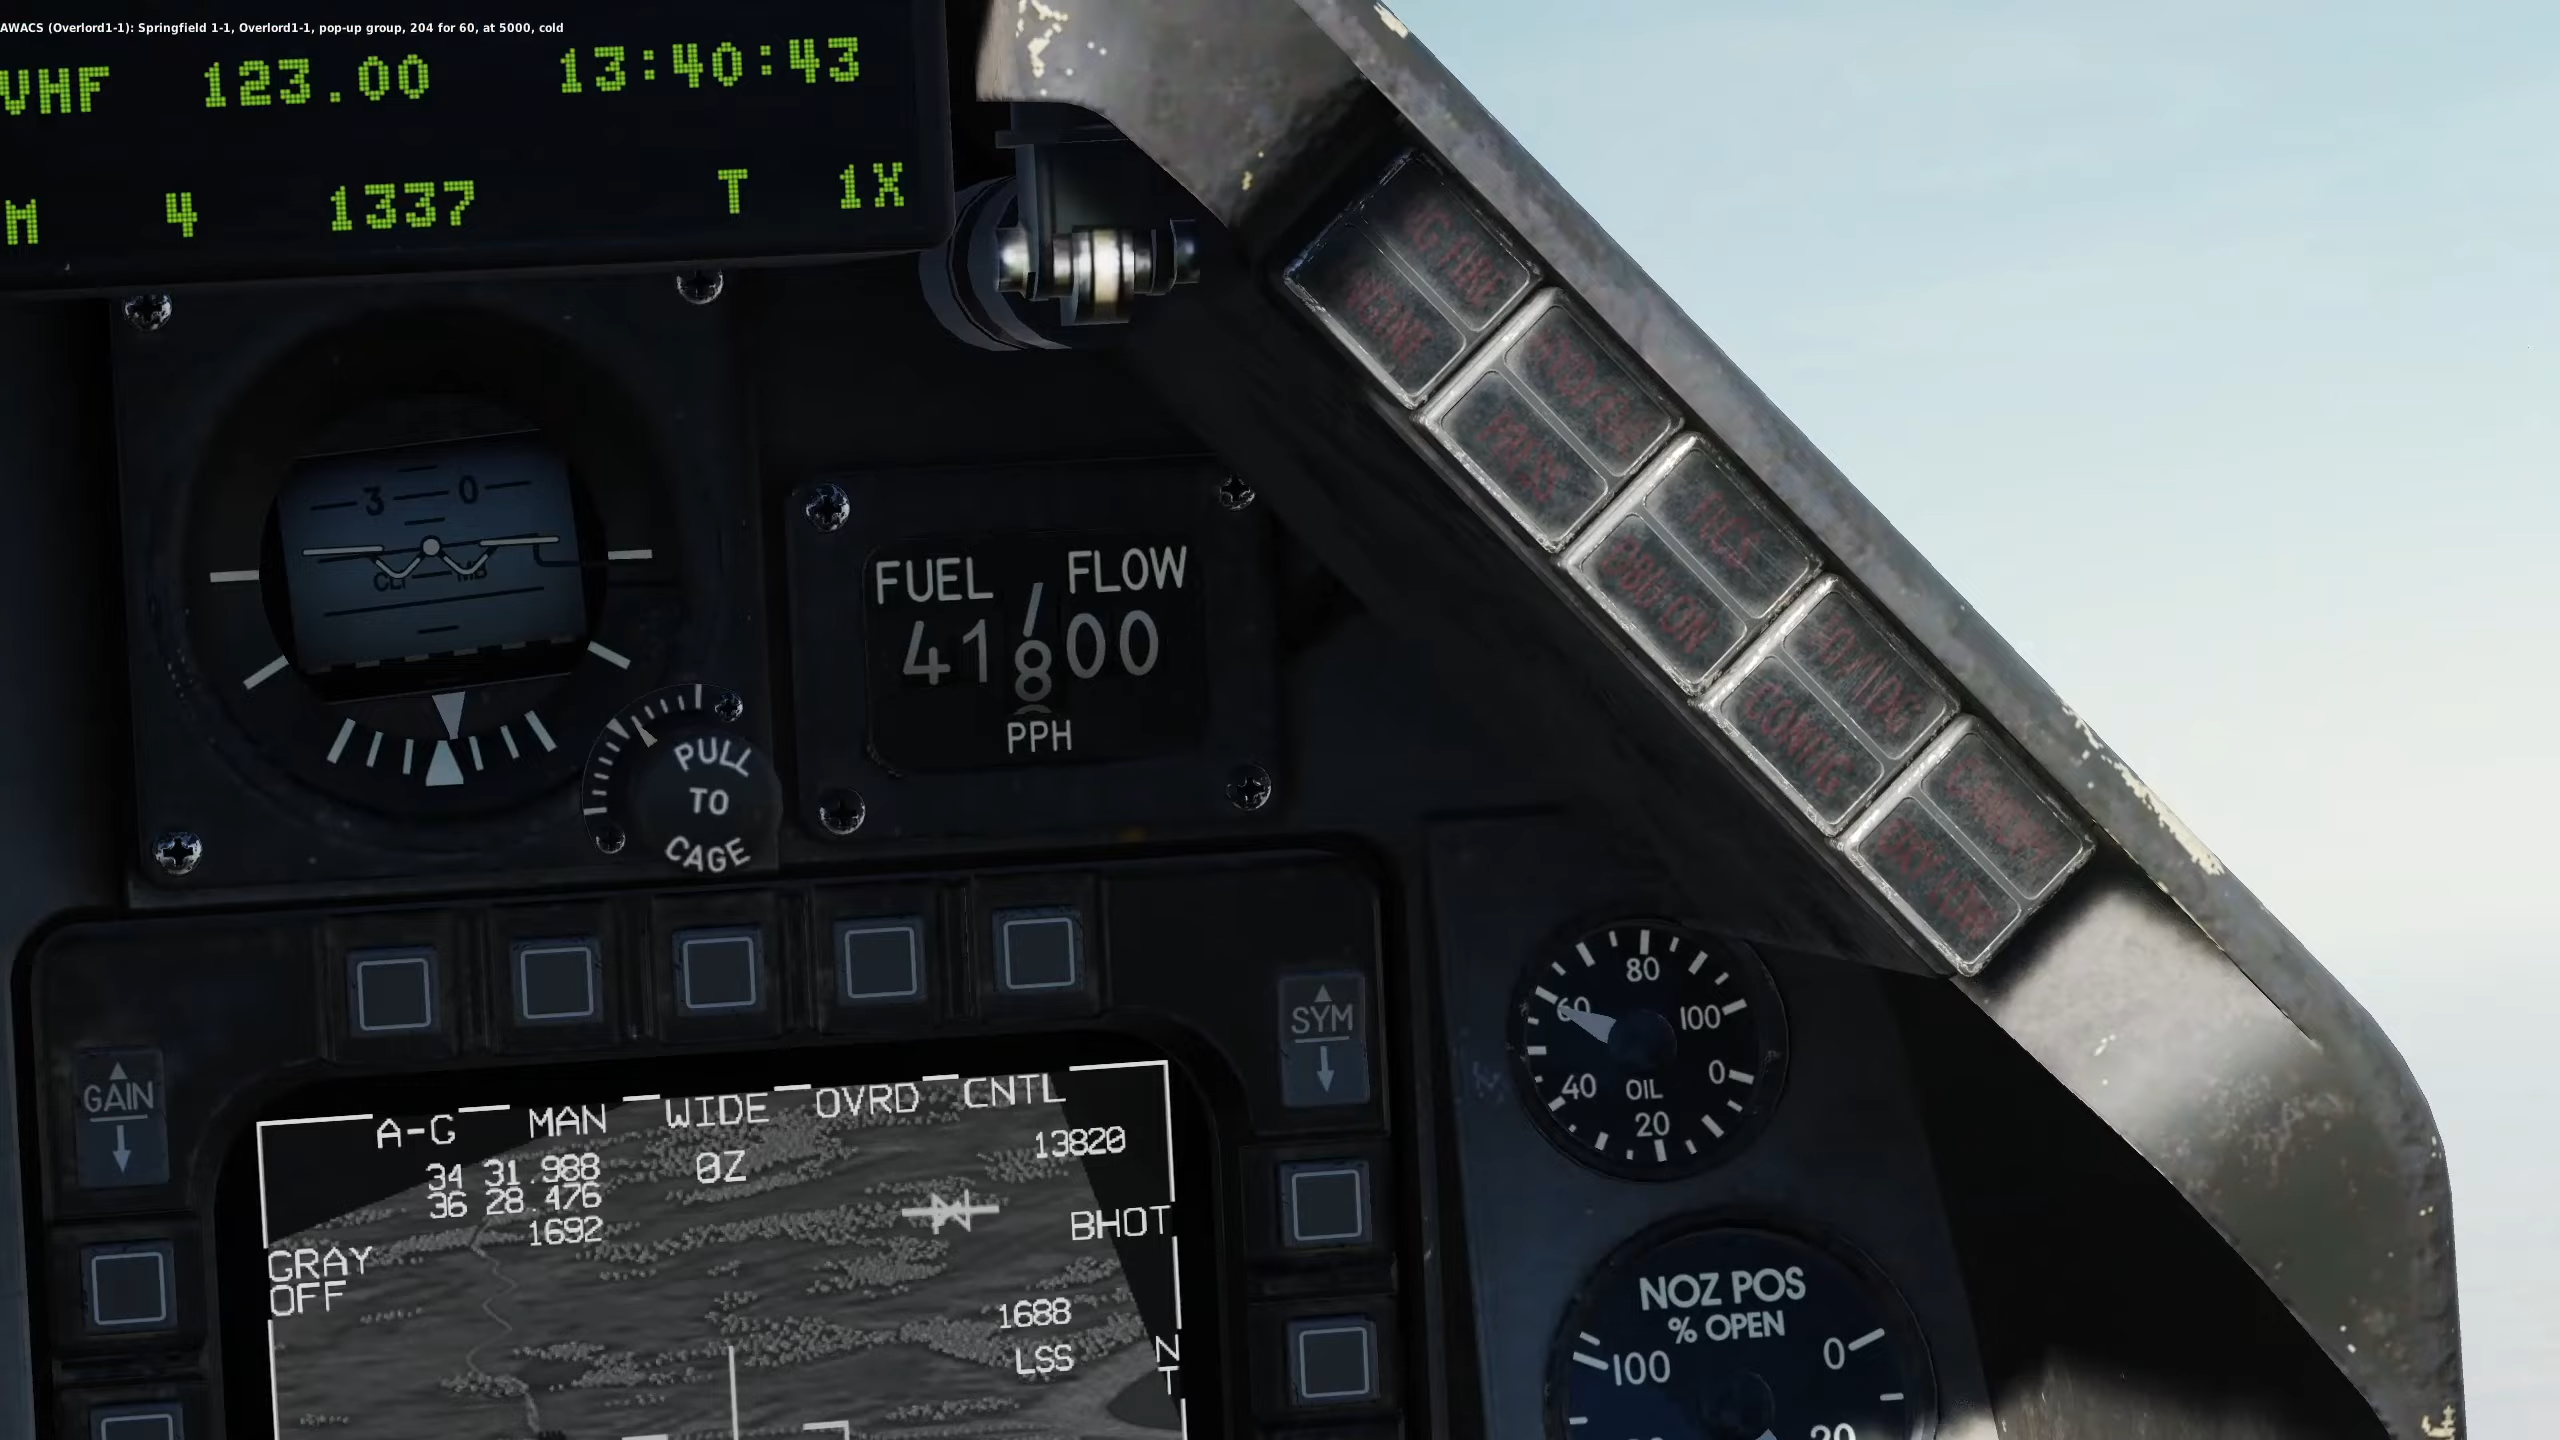 AWACS (Overlord1-1): Springfield 1-1, Overlord1-1, pop-up group, 204 for 60, at 5000, cold
VHF 123.00 13:40:43
M 4 1337 T 1X
3 0
FUEL FLOW
41800
PPH
PULL
TO
CAGE
CANOPY
80
60 100
40 OIL 0
20
GAIN
SYM
A-G MAN WIDE OVRD CNTL
34 31.988 0Z 13820
36 28.476
1692
BHOT
GRAY
OFF
1688
LSS
N
T
NOZ POS
% OPEN
100 0
20